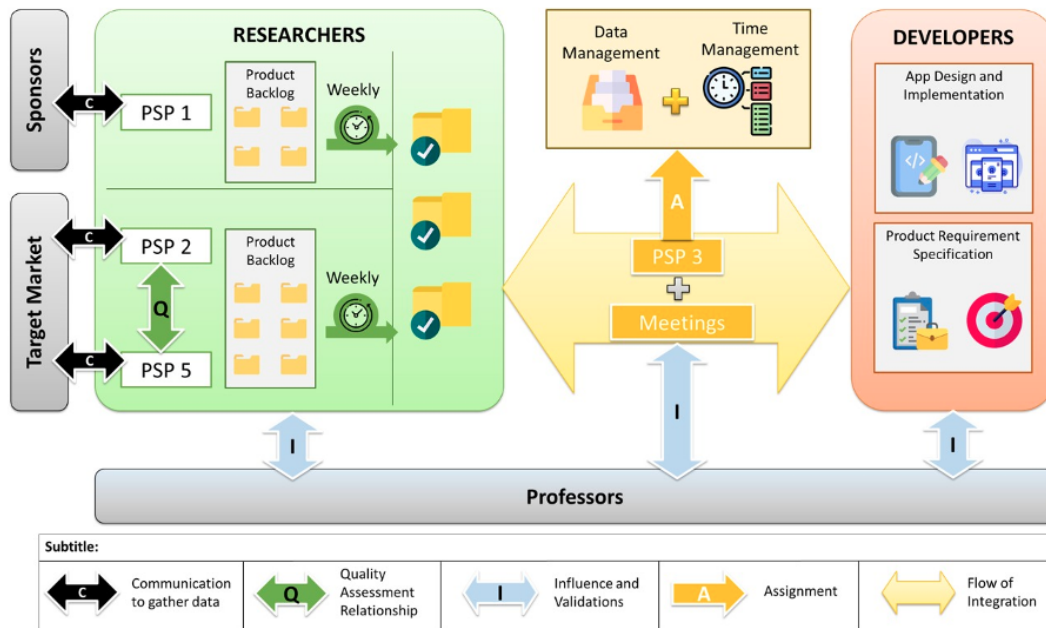 Sponsors
Target Market
RESEARCHERS
C
PSP 1
Product
Backlog
Weekly
C
PSP 2
Q
C
PSP 5
Product
Backlog
Weekly
Data
Management
Time
Management
A
PSP 3
Meetings
DEVELOPERS
App Design and
Implementation
Product Requirement
Specification
I
I
I
Professors
Subtitle:
C
Communication
to gather data
Q
Quality
Assessment
Relationship
I
Influence and
Validations
A
Assignment
Flow of
Integration